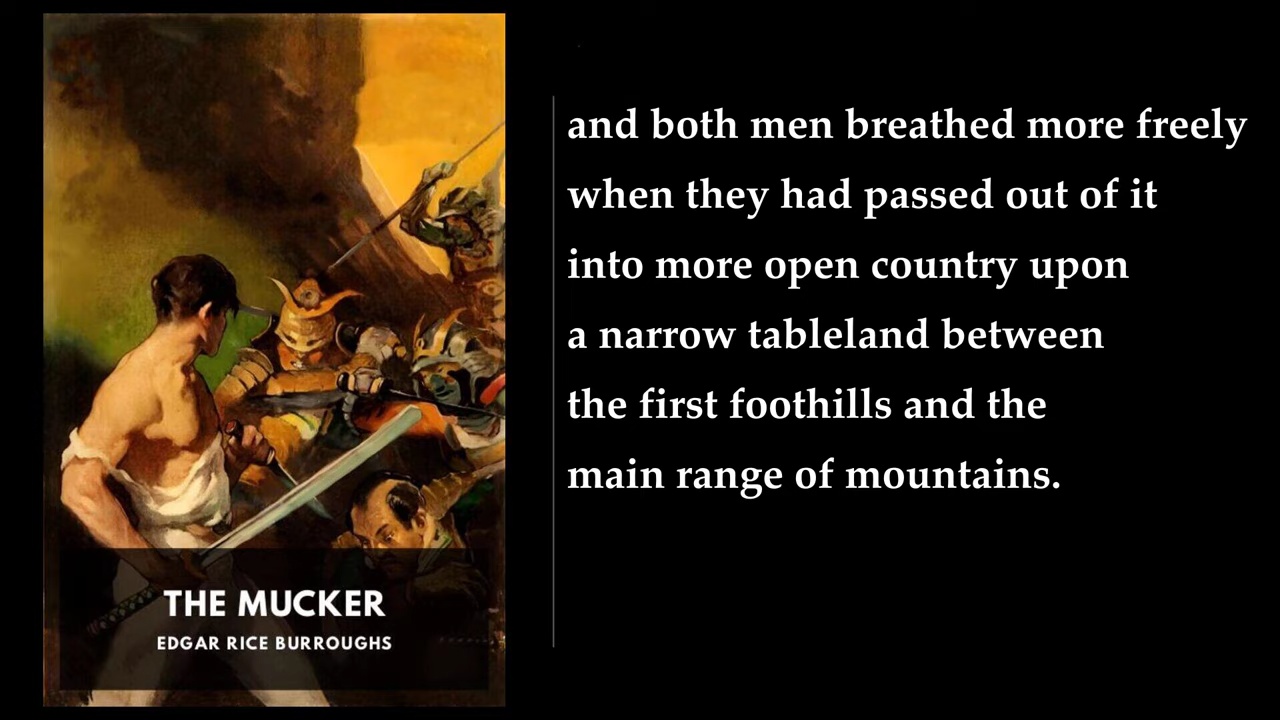 THE MUCKER
EDGAR RICE BURROUGHS
and both men breathed more freely
when they had passed out of it
into more open country upon
a narrow tableland between
the first foothills and the
main range of mountains.